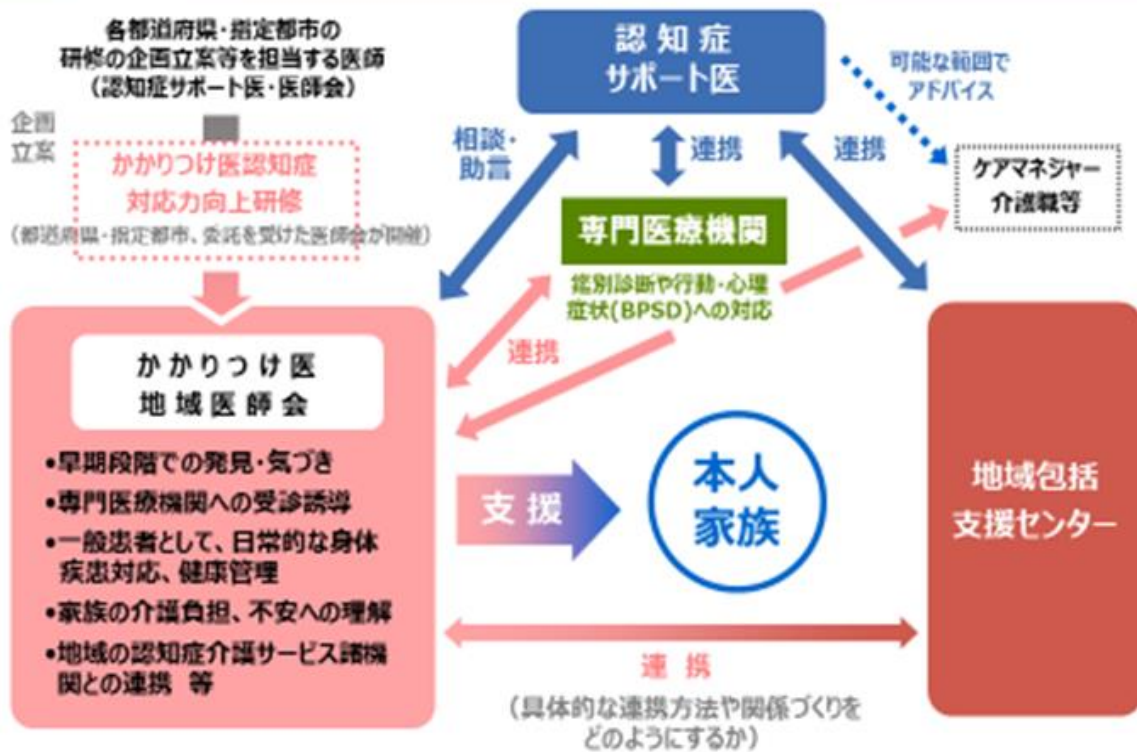 各都道府県・指定都市の
研修の企画立案等を担当する医師
（認知症サポート医・医師会）
企画
立案
かかりつけ医認知症
対応力向上研修
（都道府県・指定都市、委託を受けた医師会が開催）
認知症
サポート医
可能な範囲で
アドバイス
相談・
助言
連携
連携
ケアマネジャー
介護職等
専門医療機関
鑑別診断や行動・心理
症状(BPSD)への対応
連携
かかりつけ医
地域医師会
•早期段階での発見・気づき
•専門医療機関への受診誘導
•一般患者として、日常的な身体
疾患対応、健康管理
•家族の介護負担、不安への理解
•地域の認知症介護サービス諸機
関との連携 等
支援
本人
家族
地域包括
支援センター
連携
（具体的な連携方法や関係づくりを
どのようにするか）